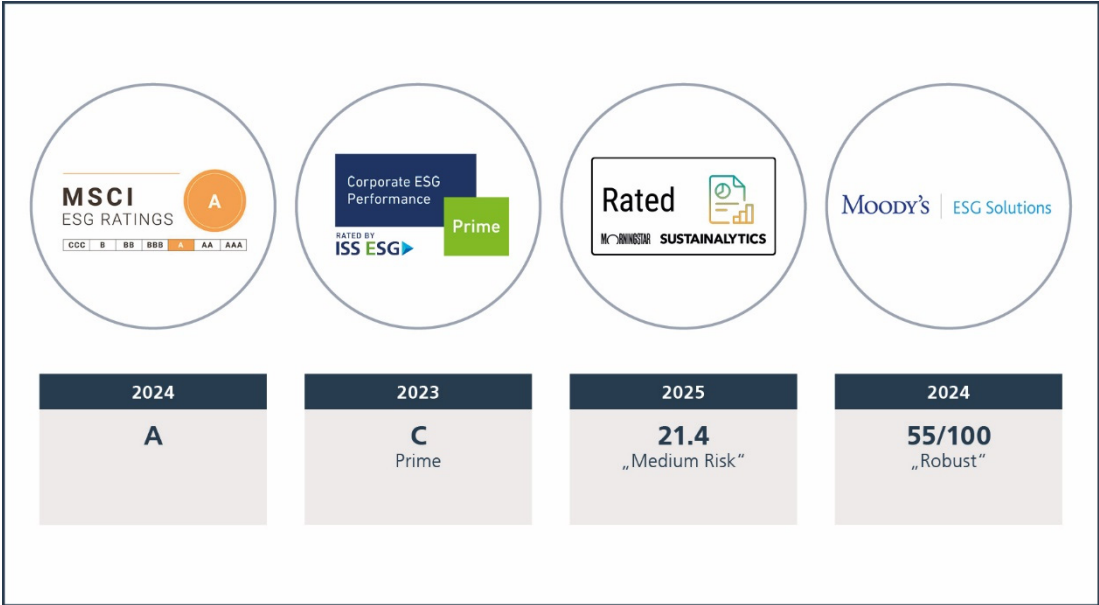 MSCI
ESG RATINGS
A
CCC B BB BBB A AA AAA
Corporate ESG
Performance
Prime
RATED BY
ISS ESG
Rated
MORNINGSTAR SUSTAINALYTICS
MOODY'S | ESG Solutions
2024
A
2023
C
Prime
2025
21.4
„Medium Risk“
2024
55/100
„Robust“